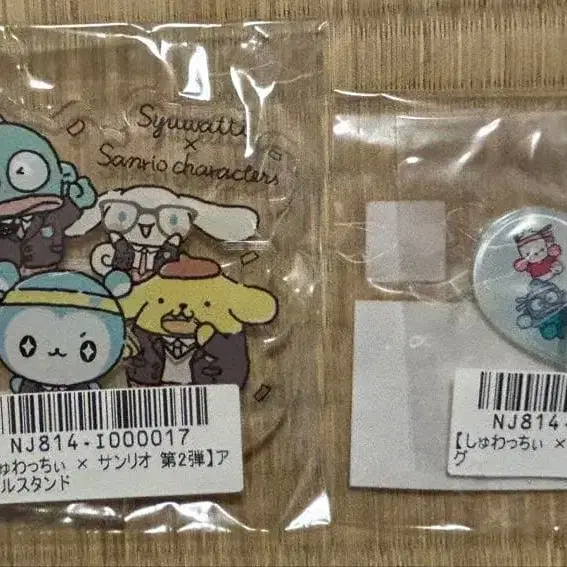 Syuwatti
×
Sanrio characters
NJ814-I000017
ゅわっちぃ × サンリオ 第2弾】ア
ルスタンド
NJ814-
【しゅわっちぃ ×
グ